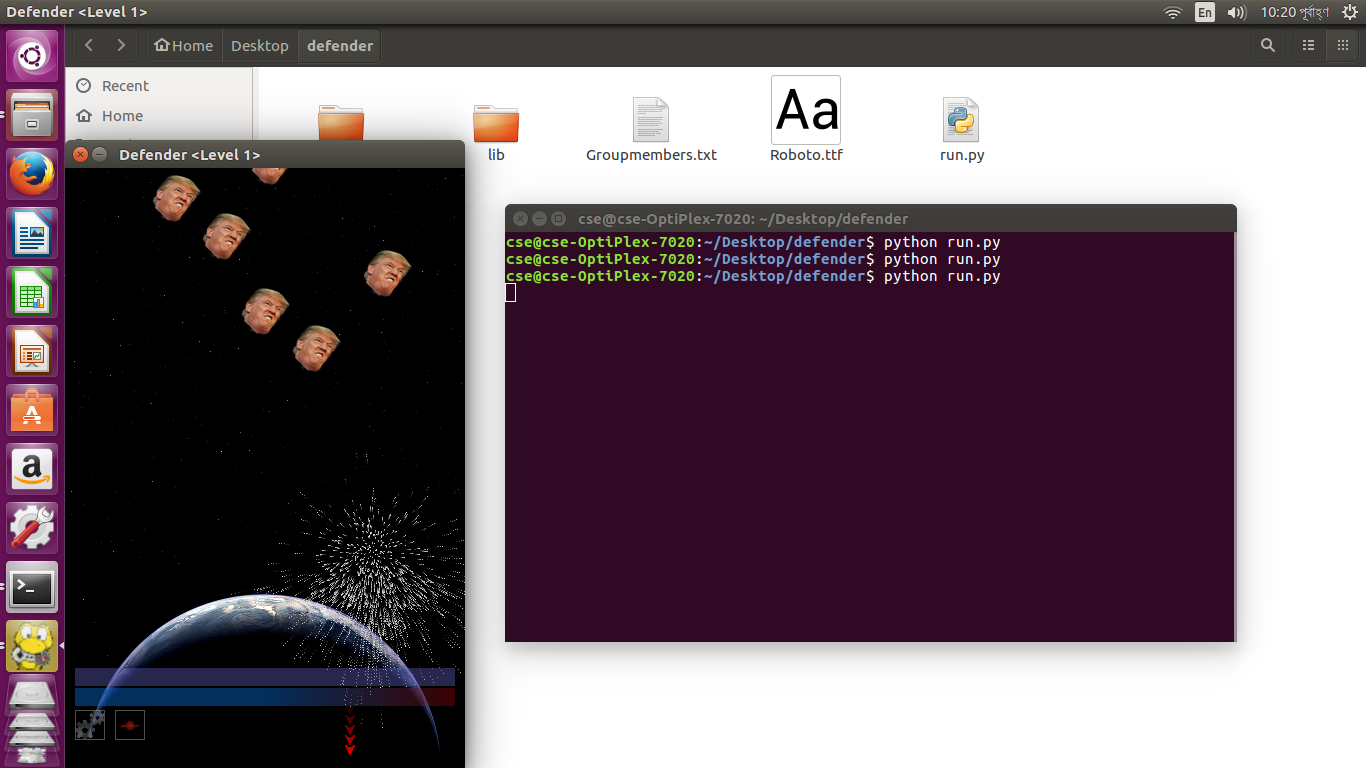 Defender <Level 1>
En
10:20 পূর্বাহ্ণ
Home
Desktop
defender
Recent
Home
lib
Groupmembers.txt
Aa
Roboto.ttf
run.py
Defender <Level 1>
cse@cse-OptiPlex-7020: ~/Desktop/defender
cse@cse-OptiPlex-7020:~/Desktop/defender$ python run.py
cse@cse-OptiPlex-7020:~/Desktop/defender$ python run.py
cse@cse-OptiPlex-7020:~/Desktop/defender$ python run.py